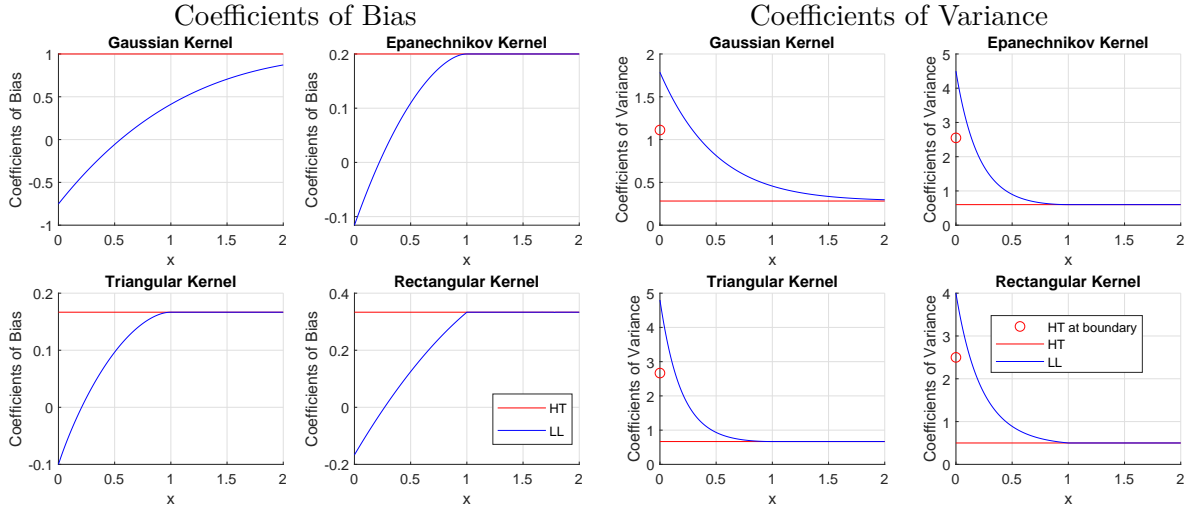 Coefficients of Bias
Gaussian Kernel
Coefficients of Bias
1
0.5
0
-0.5
-1
0 0.5 1 1.5 2
x
Epanechnikov Kernel
Coefficients of Bias
0.2
0.1
0
-0.1
0 0.5 1 1.5 2
x
Triangular Kernel
Coefficients of Bias
0.2
0.1
0
-0.1
0 0.5 1 1.5 2
x
Rectangular Kernel
Coefficients of Bias
0.4
0.2
0
-0.2
0 0.5 1 1.5 2
x
HT
LL
Coefficients of Variance
Gaussian Kernel
Coefficients of Variance
2
1.5
1
0.5
0
0 0.5 1 1.5 2
x
Epanechnikov Kernel
Coefficients of Variance
5
4
3
2
1
0
0 0.5 1 1.5 2
x
Triangular Kernel
Coefficients of Variance
5
4
3
2
1
0
0 0.5 1 1.5 2
x
Rectangular Kernel
Coefficients of Variance
4
3
2
1
0
0 0.5 1 1.5 2
x
HT at boundary
HT
LL